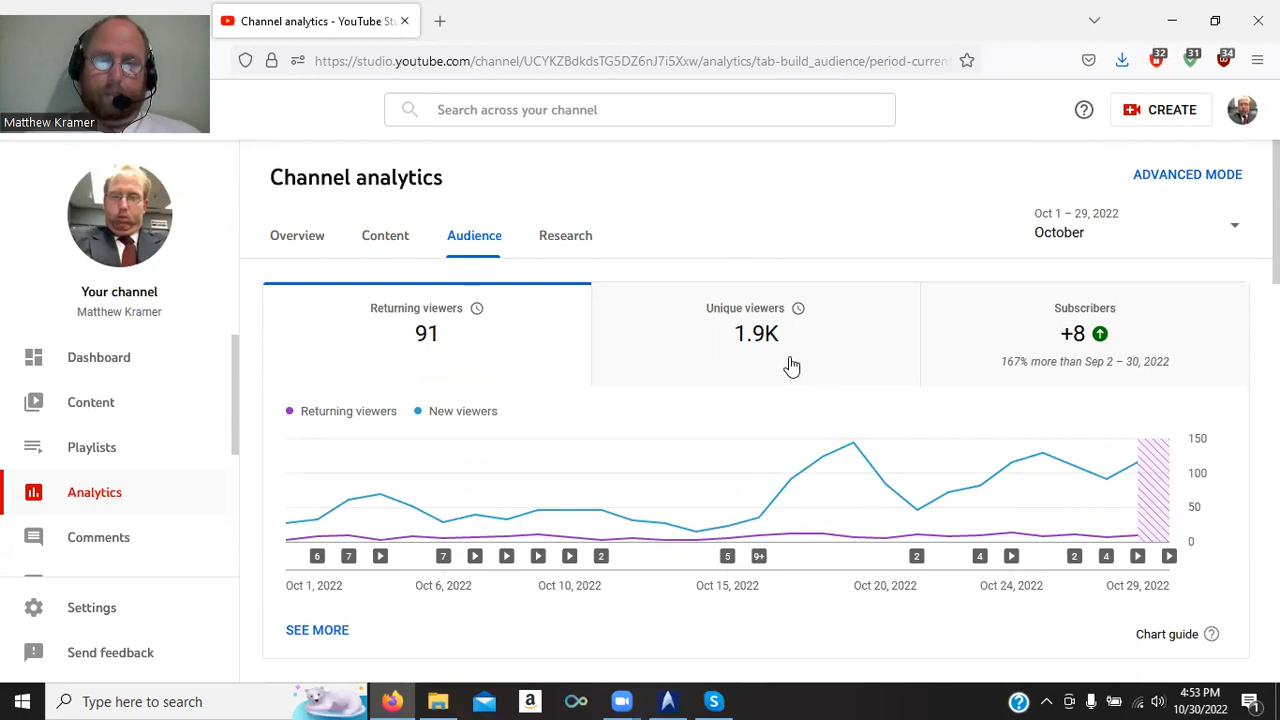 Channel analytics - YouTube St
https://studio.youtube.com/channel/UCYKZBdkdsTG5DZ6nJ7i5Xxw/analytics/tab-build_audience/period-curren
32
31
34
Matthew Kramer
Search across your channel
CREATE
Your channel
Matthew Kramer
Dashboard
Content
Playlists
Analytics
Comments
Settings
Send feedback
Channel analytics
ADVANCED MODE
Overview
Content
Audience
Research
Oct 1 – 29, 2022
October
Returning viewers
91
Unique viewers
1.9K
Subscribers
+8
167% more than Sep 2 – 30, 2022
Returning viewers
New viewers
150
100
50
0
6
7
7
2
5
9+
2
4
2
4
Oct 1, 2022
Oct 6, 2022
Oct 10, 2022
Oct 15, 2022
Oct 20, 2022
Oct 24, 2022
Oct 29, 2022
SEE MORE
Chart guide
Type here to search
4:53 PM
10/30/2022
1